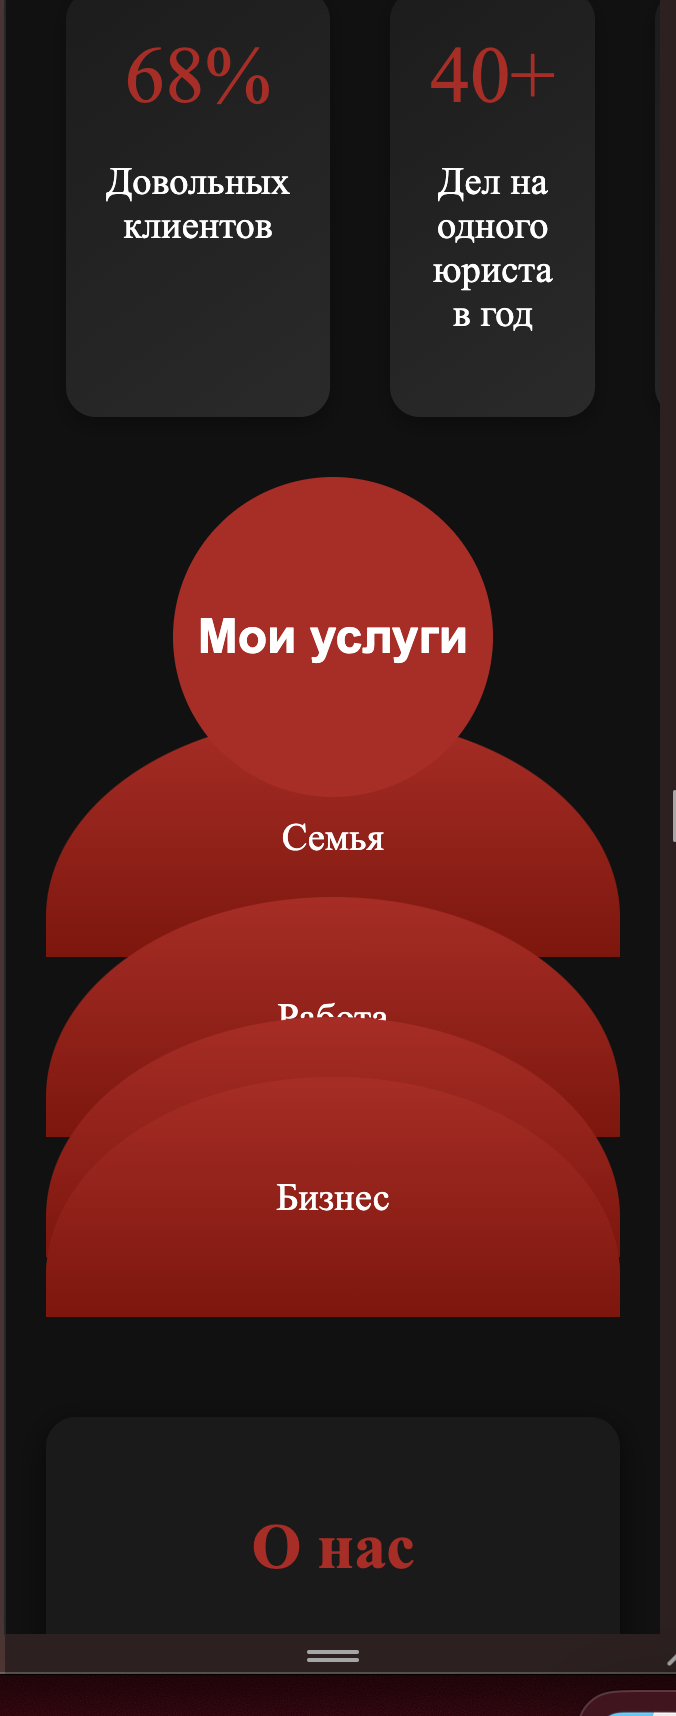 68%
Довольных
клиентов
40+
Дел на
одного
юриста
в год
Мои услуги
Семья
Работа
Бизнес
О нас